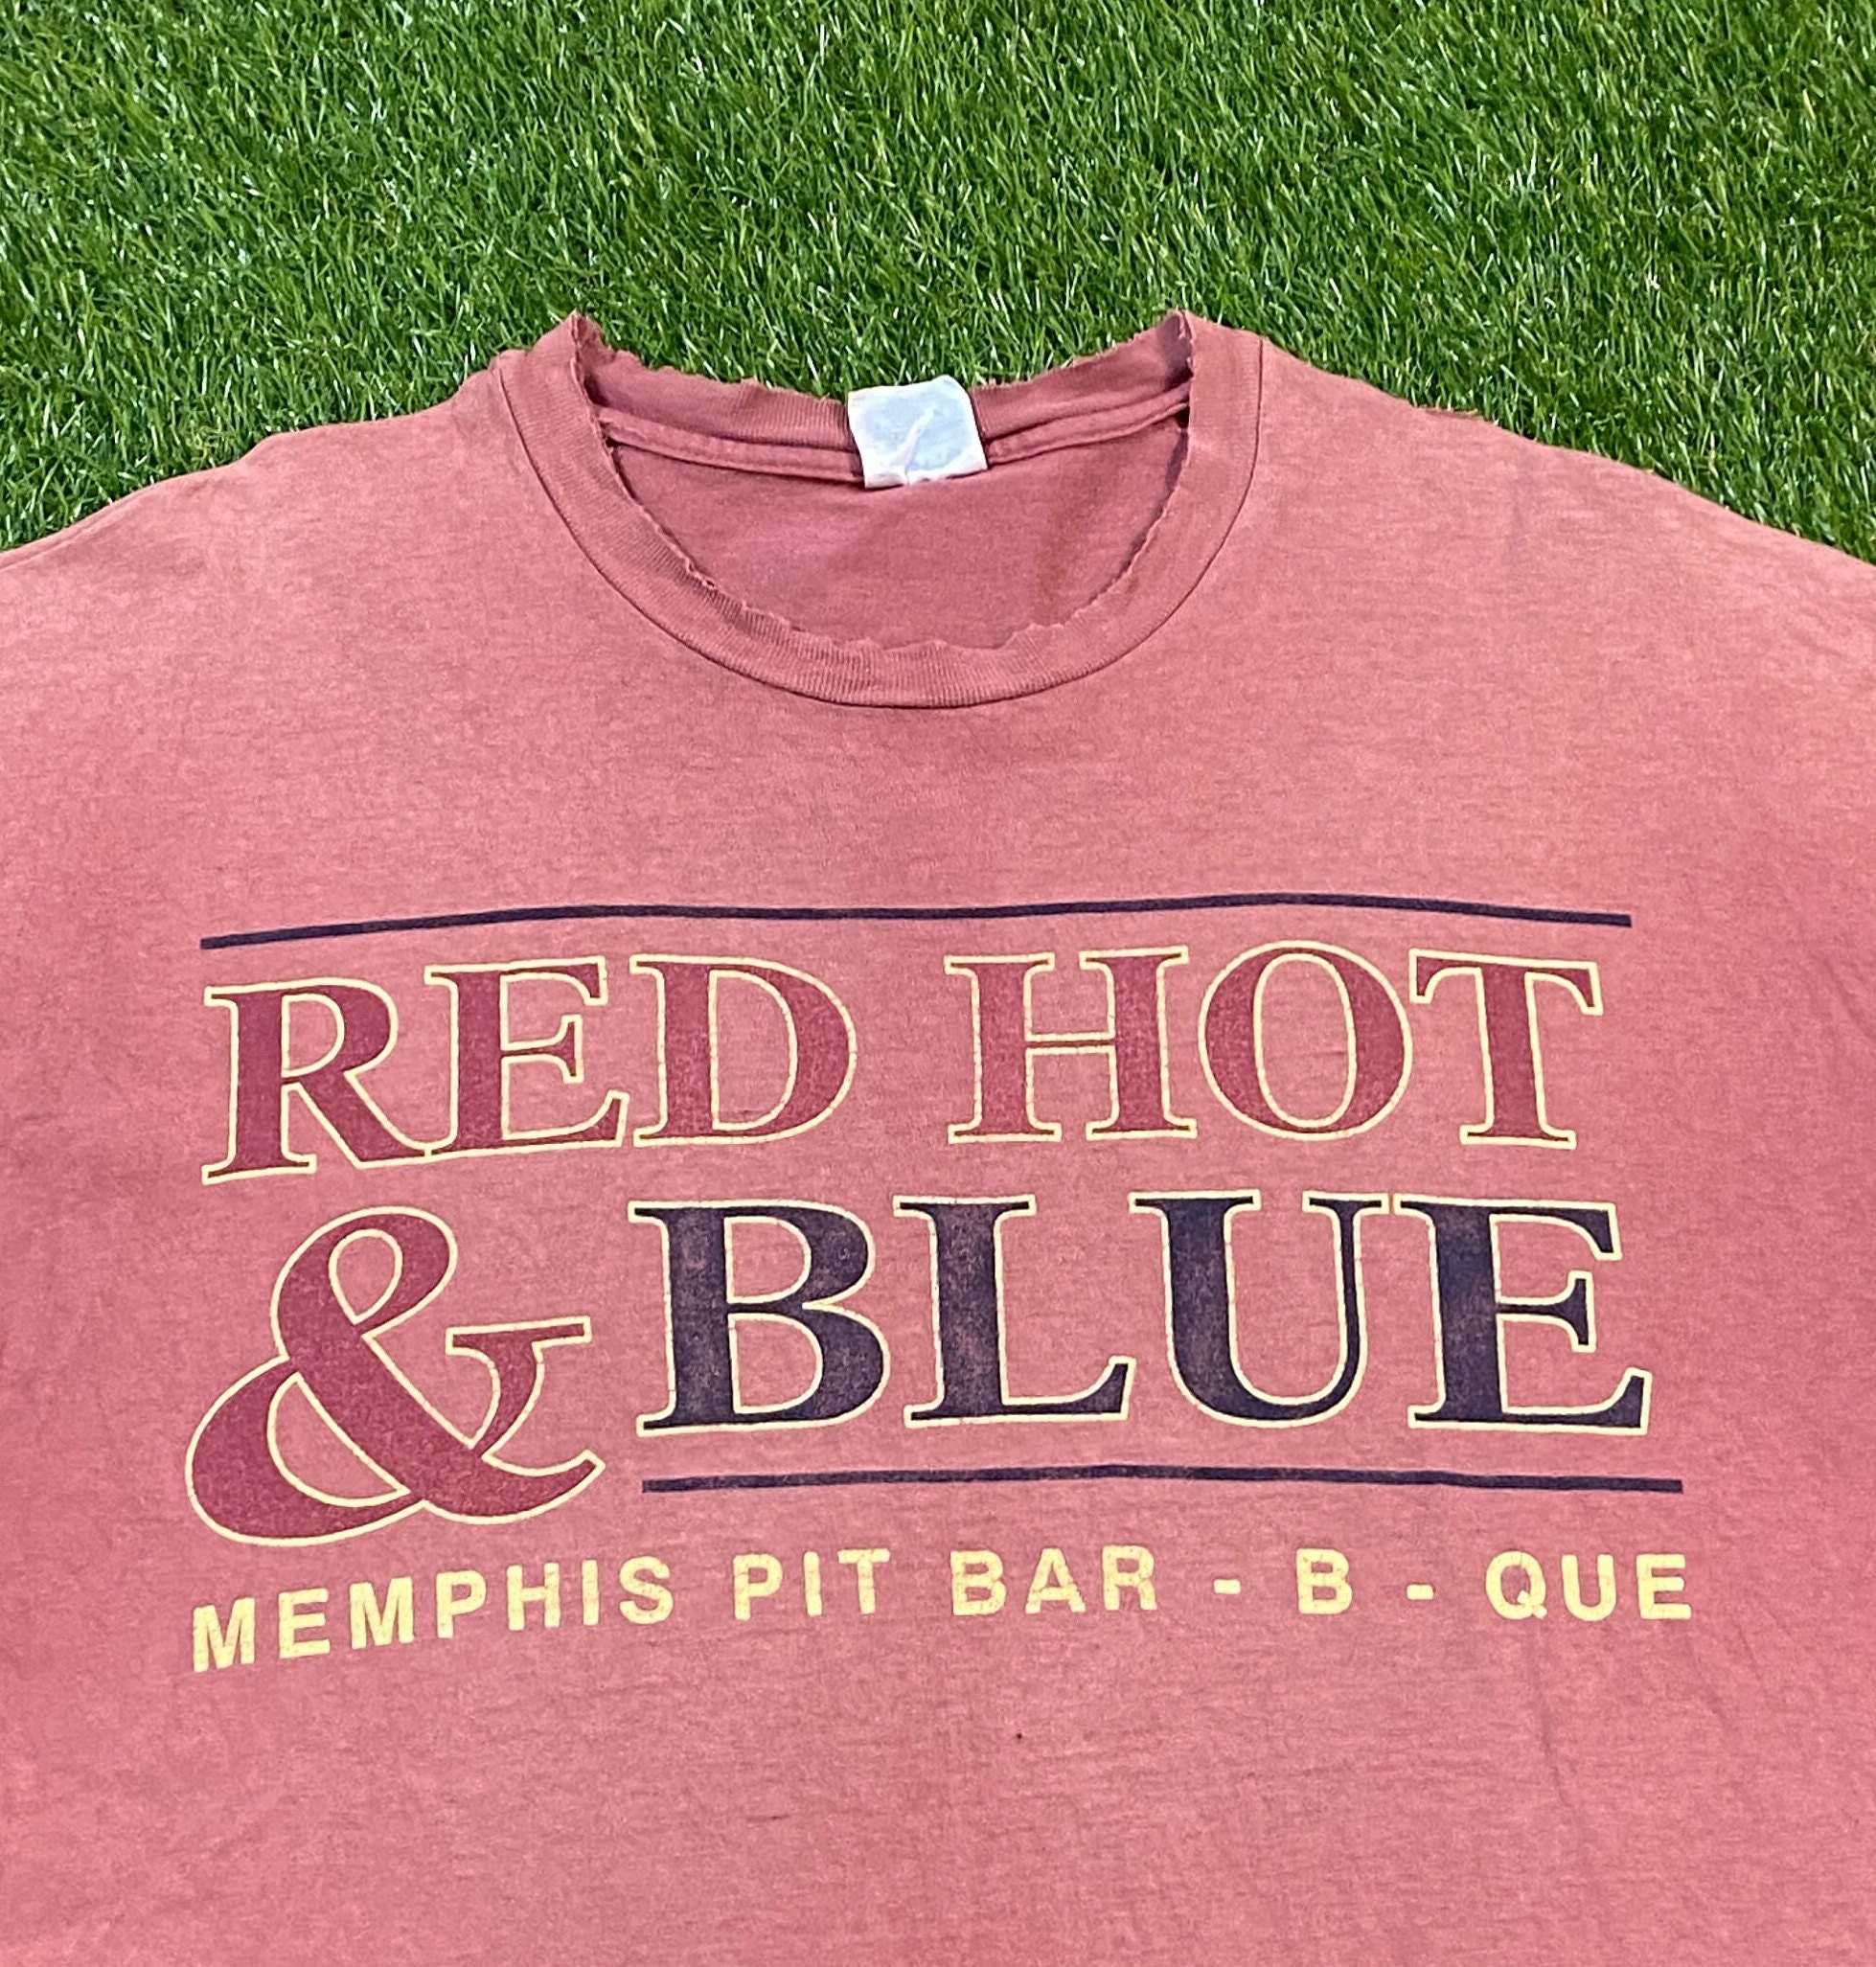 RED HOT
& BLUE
MEMPHIS PIT BAR - B - QUE